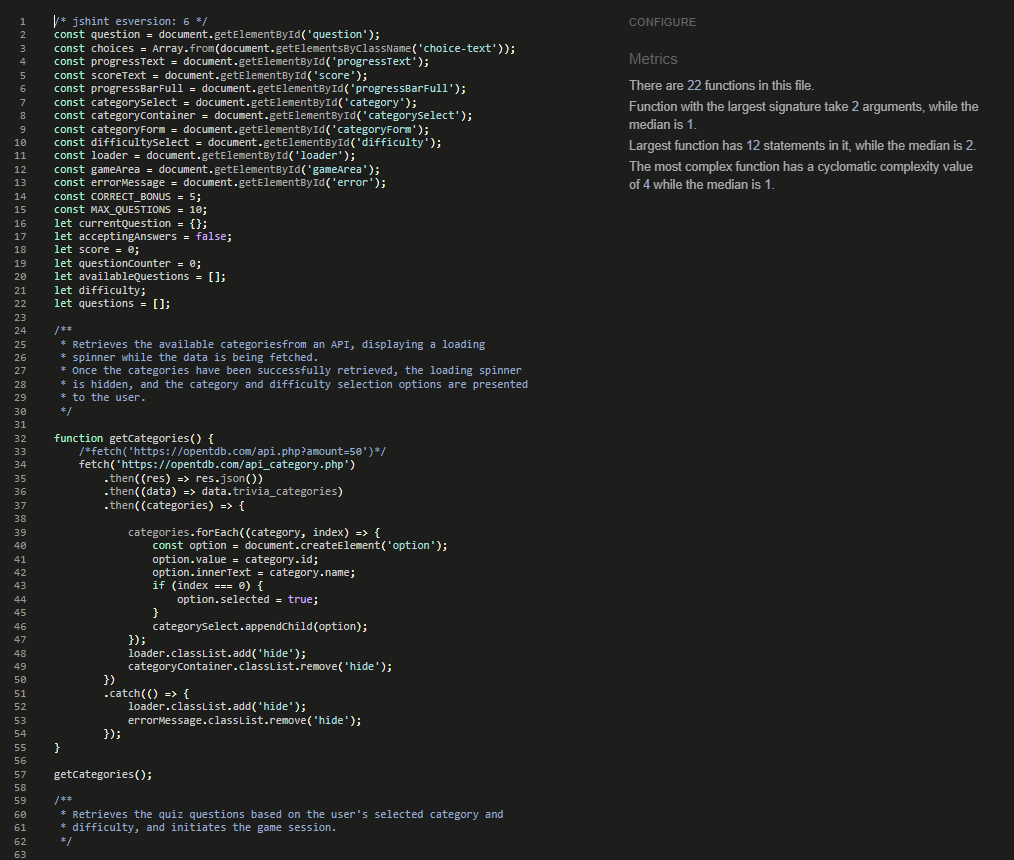 1 /* jshint esversion: 6 */
2 const question = document.getElementById('question');
3 const choices = Array.from(document.getElementsByClassName('choice-text'));
4 const progressText = document.getElementById('progressText');
5 const scoreText = document.getElementById('score');
6 const progressBarFull = document.getElementById('progressBarFull');
7 const categorySelect = document.getElementById('category');
8 const categoryContainer = document.getElementById('categorySelect');
9 const categoryForm = document.getElementById('categoryForm');
10 const difficultySelect = document.getElementById('difficulty');
11 const loader = document.getElementById('loader');
12 const gameArea = document.getElementById('gameArea');
13 const errorMessage = document.getElementById('error');
14 const CORRECT_BONUS = 5;
15 const MAX_QUESTIONS = 10;
16 let currentQuestion = {};
17 let acceptingAnswers = false;
18 let score = 0;
19 let questionCounter = 0;
20 let availableQuestions = [];
21 let difficulty;
22 let questions = [];
23
24 /**
25  * Retrieves the available categoriesfrom an API, displaying a loading
26  * spinner while the data is being fetched.
27  * Once the categories have been successfully retrieved, the loading spinner
28  * is hidden, and the category and difficulty selection options are presented
29  * to the user.
30  */
31
32 function getCategories() {
33     /*fetch('https://opentdb.com/api.php?amount=50')*/
34     fetch('https://opentdb.com/api_category.php')
35         .then((res) => res.json())
36         .then((data) => data.trivia_categories)
37         .then((categories) => {
38
39             categories.forEach((category, index) => {
40                 const option = document.createElement('option');
41                 option.value = category.id;
42                 option.innerText = category.name;
43                 if (index === 0) {
44                     option.selected = true;
45                 }
46                 categorySelect.appendChild(option);
47             });
48             loader.classList.add('hide');
49             categoryContainer.classList.remove('hide');
50         })
51         .catch(() => {
52             loader.classList.add('hide');
53             errorMessage.classList.remove('hide');
54         });
55 }
56
57 getCategories();
58
59 /**
60  * Retrieves the quiz questions based on the user's selected category and
61  * difficulty, and initiates the game session.
62  */
63
CONFIGURE
Metrics
There are 22 functions in this file.
Function with the largest signature take 2 arguments, while the
median is 1.
Largest function has 12 statements in it, while the median is 2.
The most complex function has a cyclomatic complexity value
of 4 while the median is 1.